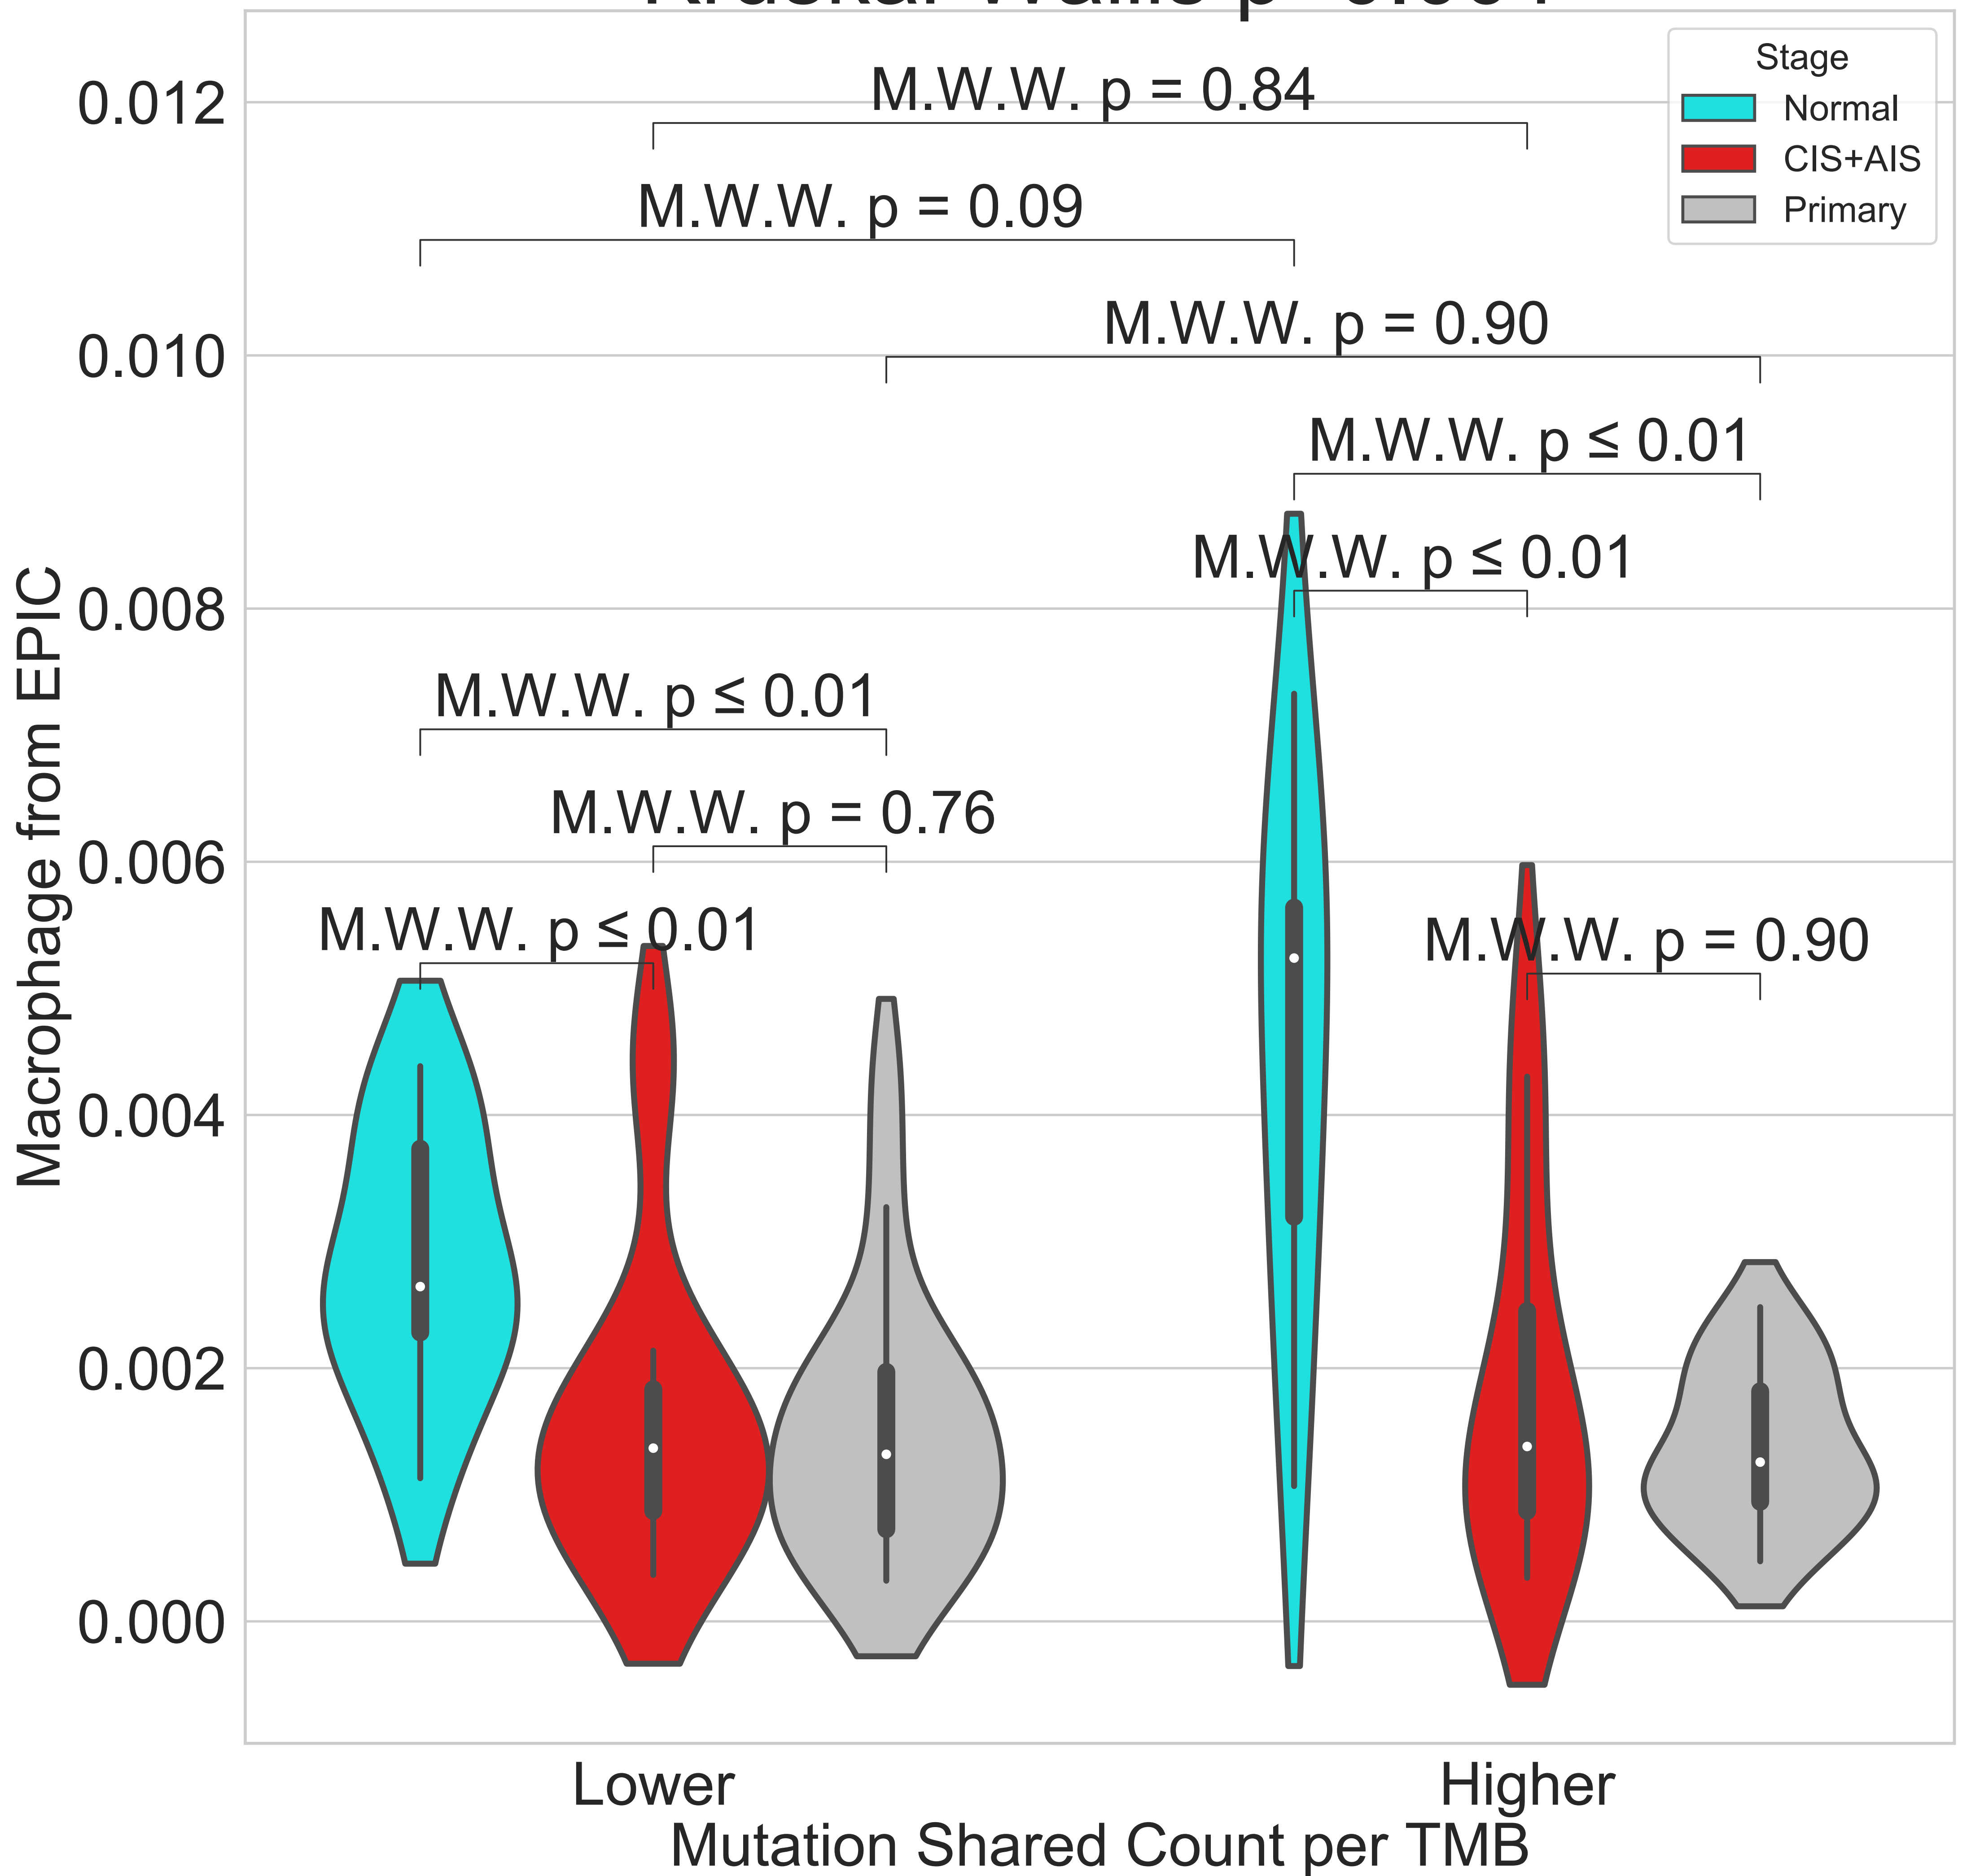 M.W.W. p = 0.84
M.W.W. p = 0.09
M.W.W. p = 0.90
M.W.W. p ≤ 0.01
M.W.W. p ≤ 0.01
M.W.W. p ≤ 0.01
M.W.W. p = 0.76
M.W.W. p ≤ 0.01
M.W.W. p = 0.90
Stage
Normal
CIS+AIS
Primary
0.012
0.010
0.008
0.006
0.004
0.002
0.000
Macrophage from EPIC
Lower
Higher
Mutation Shared Count per TMB